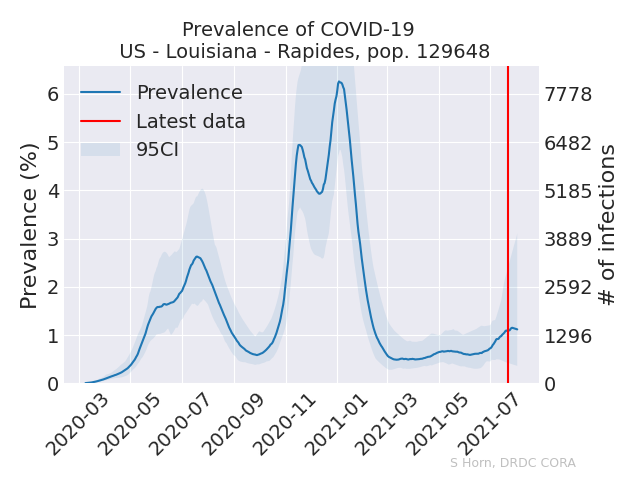 Prevalence of COVID-19
US - Louisiana - Rapides, pop. 129648
Prevalence
Latest data
95CI
Prevalence (%)
6
5
4
3
2
1
0
7778
6482
5185
3889
2592
1296
0
# of infections
2020-03
2020-05
2020-07
2020-09
2020-11
2021-01
2021-03
2021-05
2021-07
S Horn, DRDC CORA